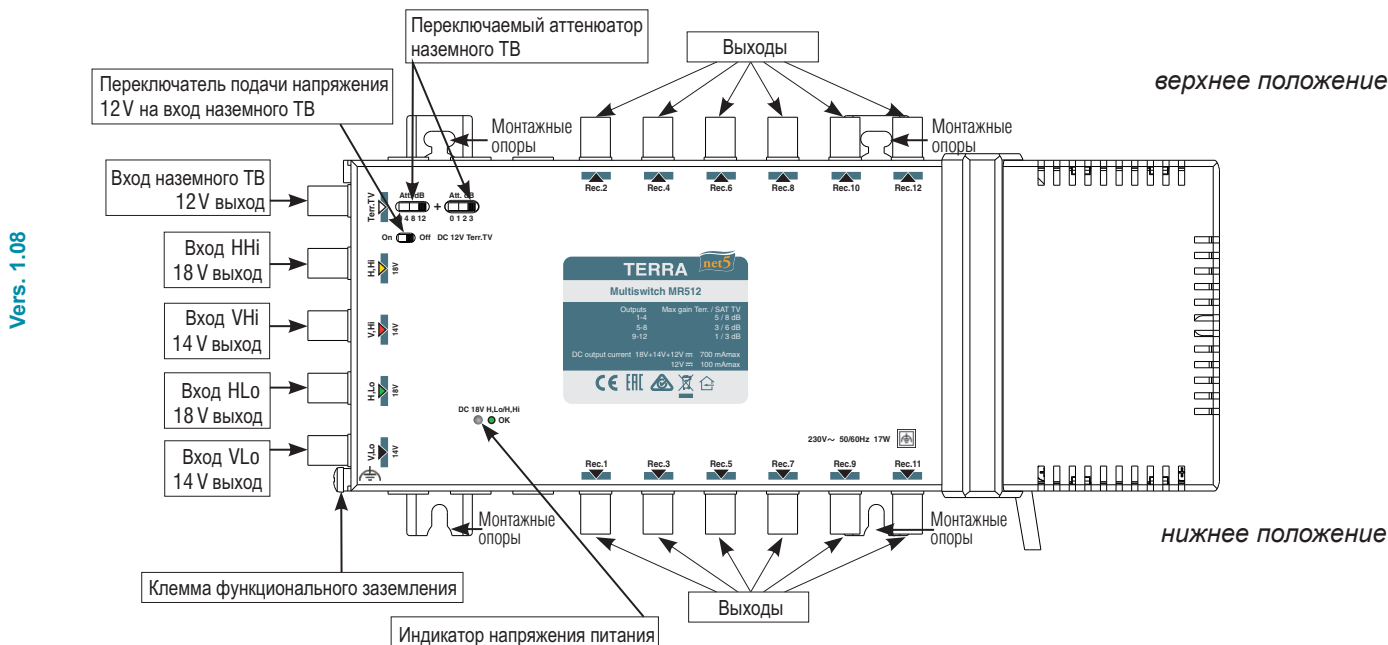 Переключаемый аттенюатор
наземного ТВ
Выходы
верхнее положение
Переключатель подачи напряжения
12V на вход наземного ТВ
Монтажные
опоры
Монтажные
опоры
Вход наземного ТВ
12V выход
Rec.2 Rec.4 Rec.6 Rec.8 Rec.10 Rec.12
Terr.TV
Att. dB
4 8 12
+
Att. dB
0 1 2 3
On Off DC 12V Terr.TV
Вход HHi
18 V выход
H,Hi
18V
Vers. 1.08
TERRA net5
Multiswitch MR512
Outputs Max gain Terr. / SAT TV
1-4 5 / 8 dB
5-8 3 / 6 dB
9-12 1 / 3 dB
DC output current 18V+14V+12V 700 mAmax
12V 100 mAmax
CE EAC
Вход VHi
14 V выход
V,Hi
14V
Вход HLo
18 V выход
H,Lo
18V
DC 18V H,Lo/H,Hi
OK
230V~ 50/60Hz 17W
Вход VLo
14 V выход
V,Lo
14V
Rec.1 Rec.3 Rec.5 Rec.7 Rec.9 Rec.11
Монтажные
опоры
Монтажные
опоры
нижнее положение
Клемма функционального заземления
Выходы
Индикатор напряжения питания